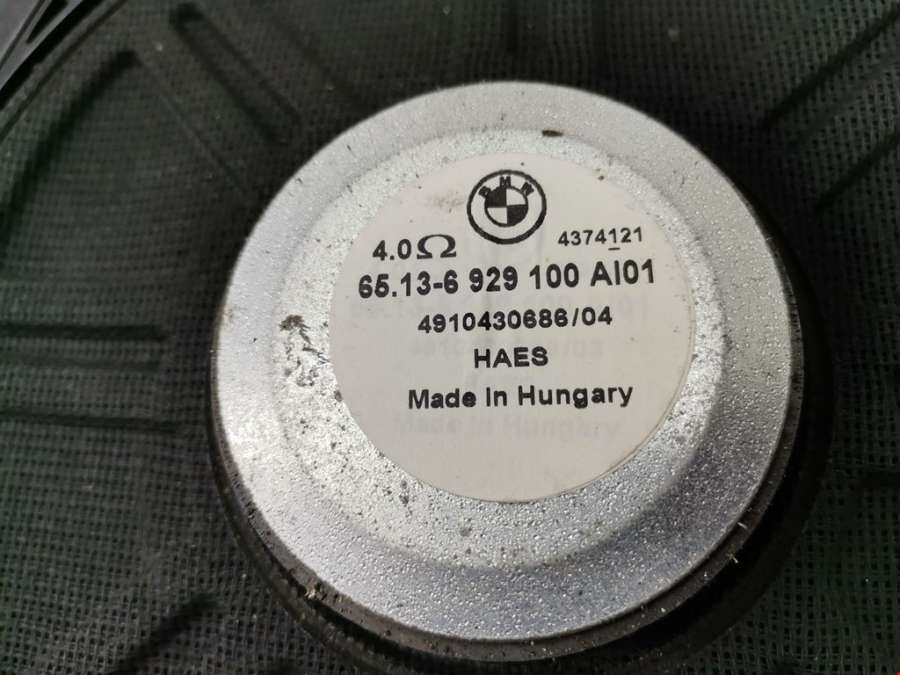 BMW
4.0Ω 4374121
65.13-6 929 100 AI01
4910430686/04
HAES
Made in Hungary